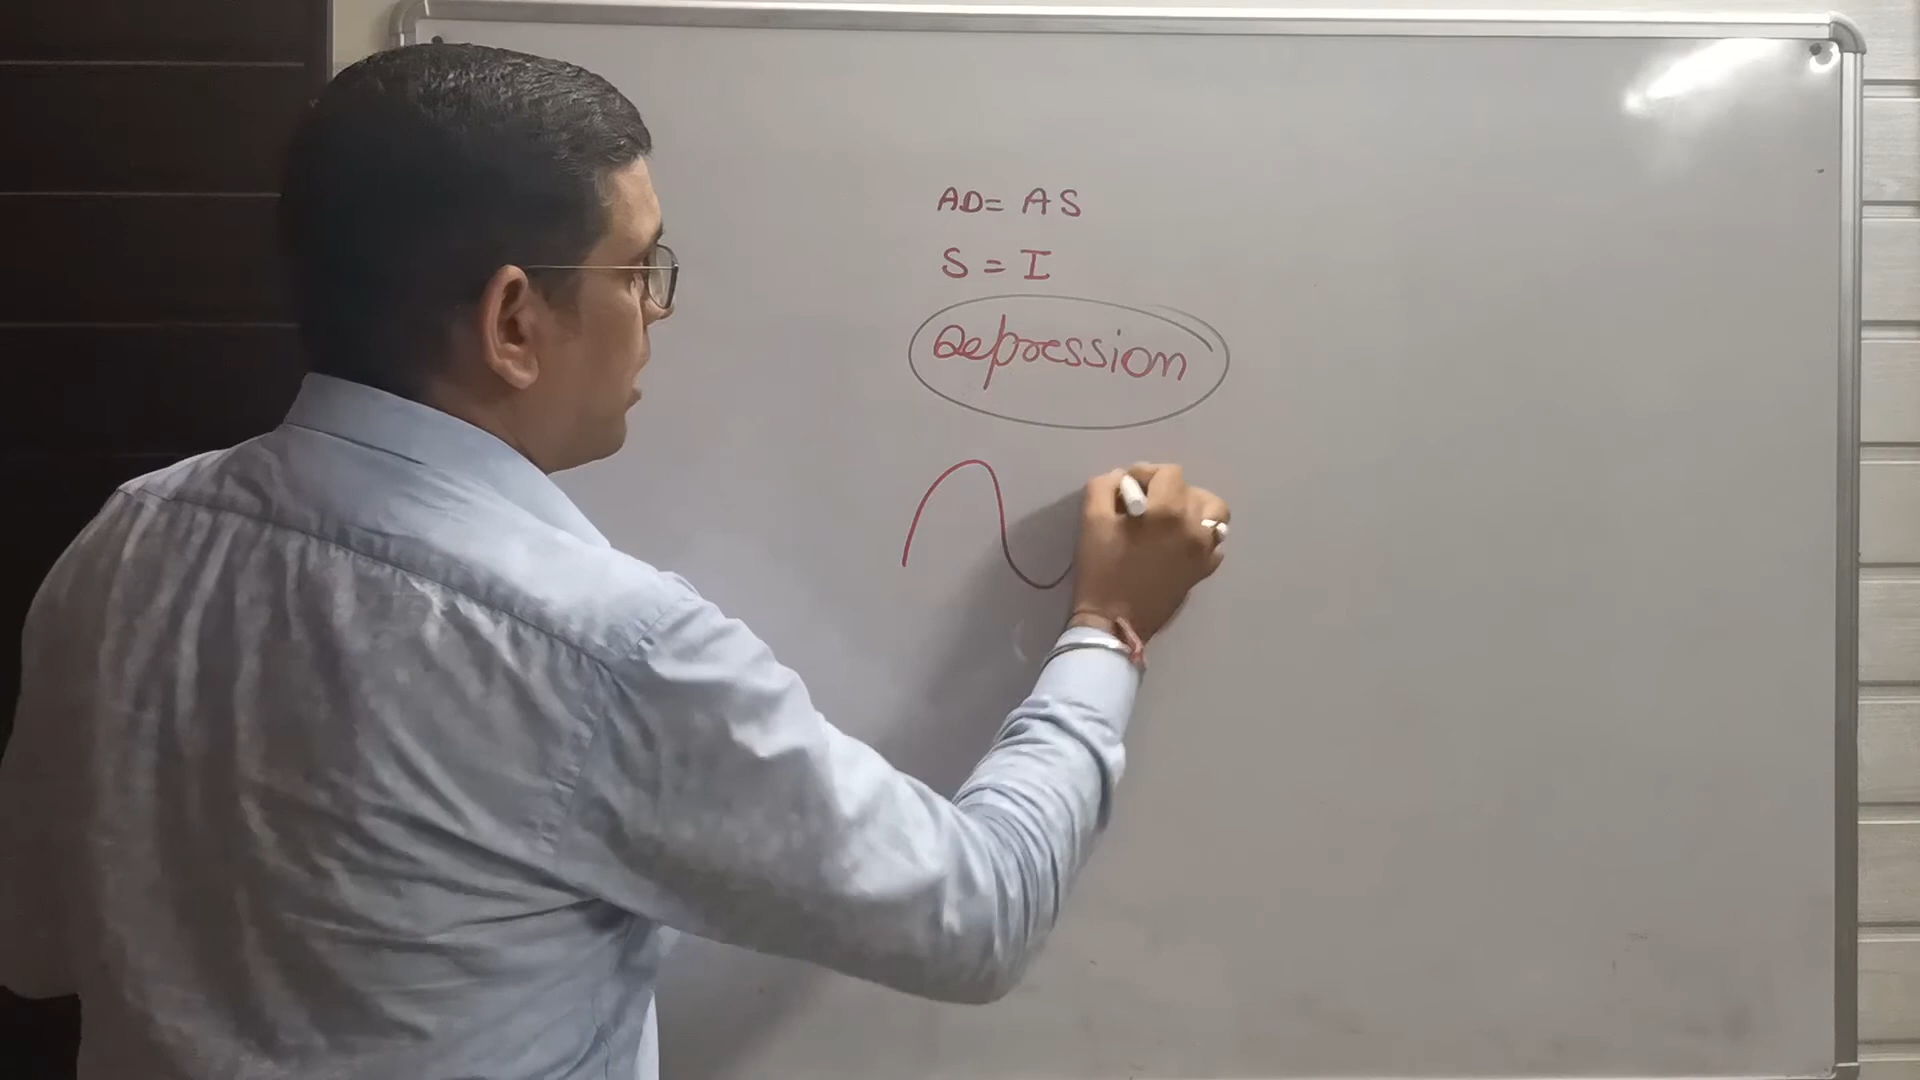 AD= AS
S = I
Depression